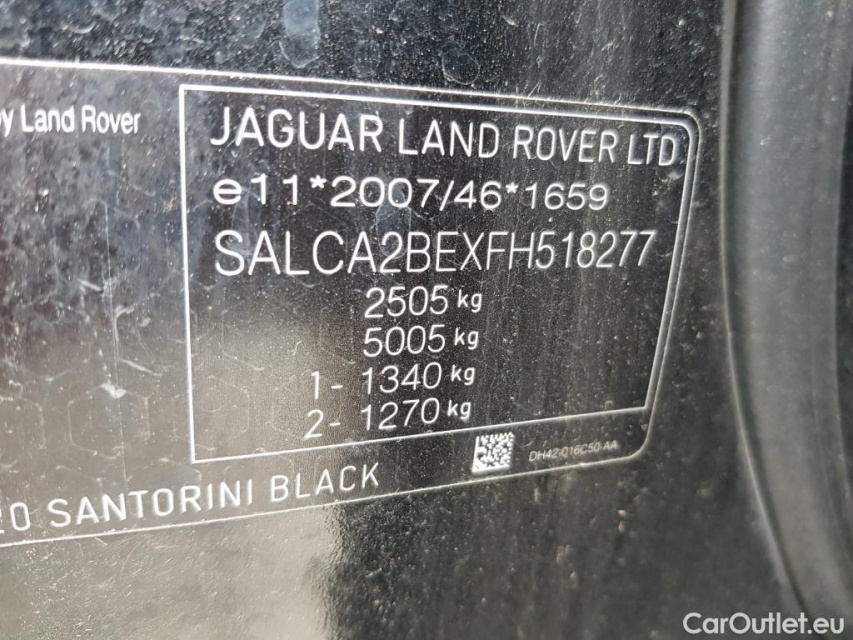 by Land Rover
JAGUAR LAND ROVER LTD
e11*2007/46*1659
SALCA2BEXFH518277
2505 kg
5005 kg
1- 1340 kg
2- 1270 kg
DH42-016C50-AA
20 SANTORINI BLACK
CarOutlet.eu